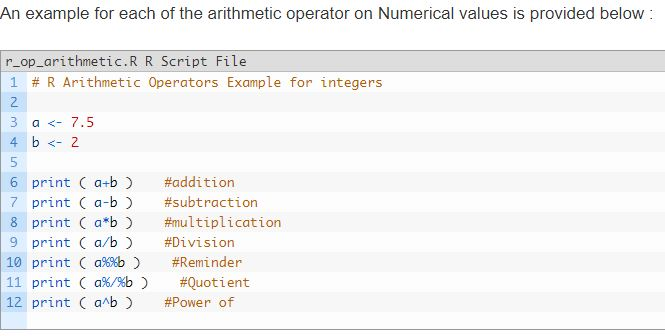 An example for each of the arithmetic operator on Numerical values is provided below :
r_op_arithmetic.R R Script File
1 # R Arithmetic Operators Example for integers
2
3 a <- 7.5
4 b <- 2
5
6 print ( a+b ) #addition
7 print ( a-b ) #subtraction
8 print ( a*b ) #multiplication
9 print ( a/b ) #Division
10 print ( a%%b ) #Reminder
11 print ( a%/%b ) #Quotient
12 print ( a^b ) #Power of